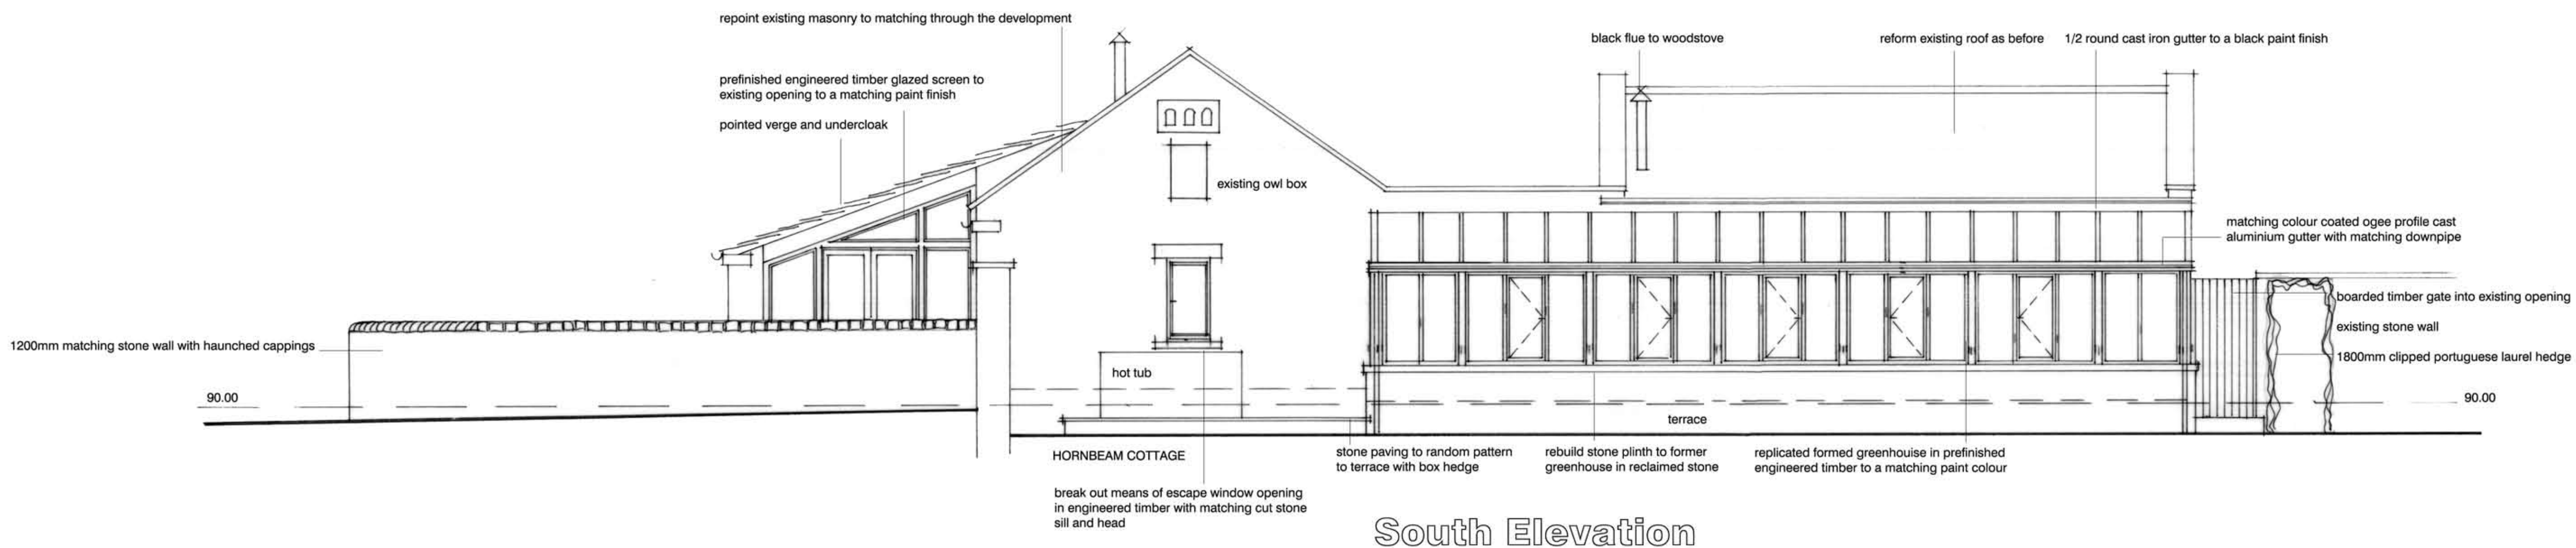 repoint existing masonry to matching through the development
prefinished engineered timber glazed screen to
existing opening to a matching paint finish
pointed verge and undercloak
black flue to woodstove
reform existing roof as before
1/2 round cast iron gutter to a black paint finish
existing owl box
matching colour coated ogee profile cast
aluminium gutter with matching downpipe
boarded timber gate into existing opening
existing stone wall
1800mm clipped portuguese laurel hedge
1200mm matching stone wall with haunched cappings
hot tub
90.00
90.00
terrace
HORNBEAM COTTAGE
stone paving to random pattern
to terrace with box hedge
rebuild stone plinth to former
greenhouse in reclaimed stone
replicated formed greenhouise in prefinished
engineered timber to a matching paint colour
break out means of escape window opening
in engineered timber with matching cut stone
sill and head
South Elevation